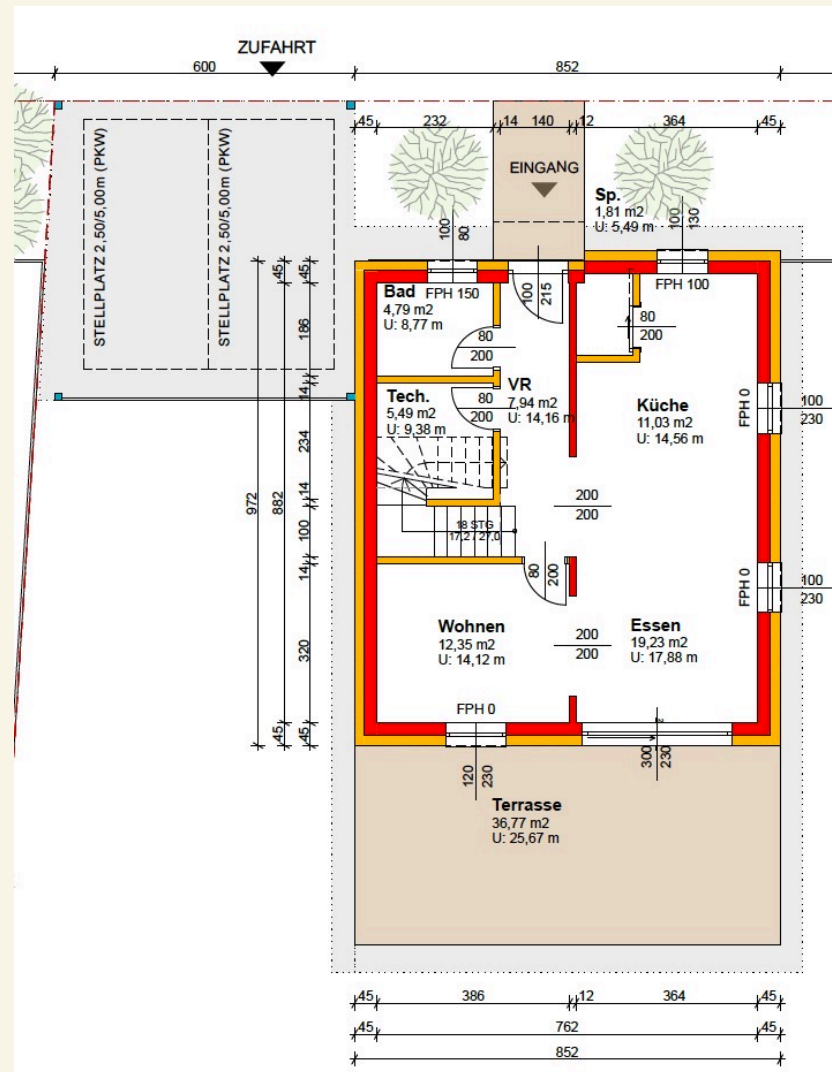 ZUFAHRT
600
852
45
232
14
140
12
364
45
STELLPLATZ 2,50/5,00m (PKW)
STELLPLATZ 2,50/5,00m (PKW)
EINGANG
Sp.
1,81 m2
U: 5,49 m
100
80
100
130
FPH 150
100
215
FPH 100
Bad
4,79 m2
U: 8,77 m
80
200
80
200
VR
7,94 m2
U: 14,16 m
Tech.
5,49 m2
U: 9,38 m
80
200
Küche
11,03 m2
U: 14,56 m
FPH 0
100
230
45
45
186
14
234
14
100
14
320
45
45
882
972
200
200
18 STG
17,2 / 27,0
80
200
FPH 0
100
230
Wohnen
12,35 m2
U: 14,12 m
200
200
Essen
19,23 m2
U: 17,88 m
FPH 0
120
230
300
230
Terrasse
36,77 m2
U: 25,67 m
45
386
12
364
45
45
762
45
852